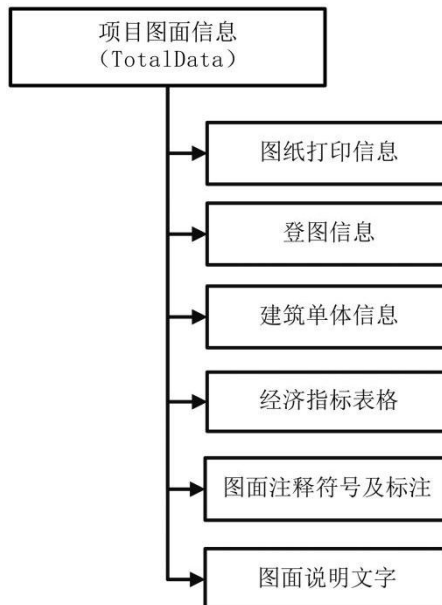 项目图面信息
（TotalData）
图纸打印信息
登图信息
建筑单体信息
经济指标表格
图面注释符号及标注
图面说明文字